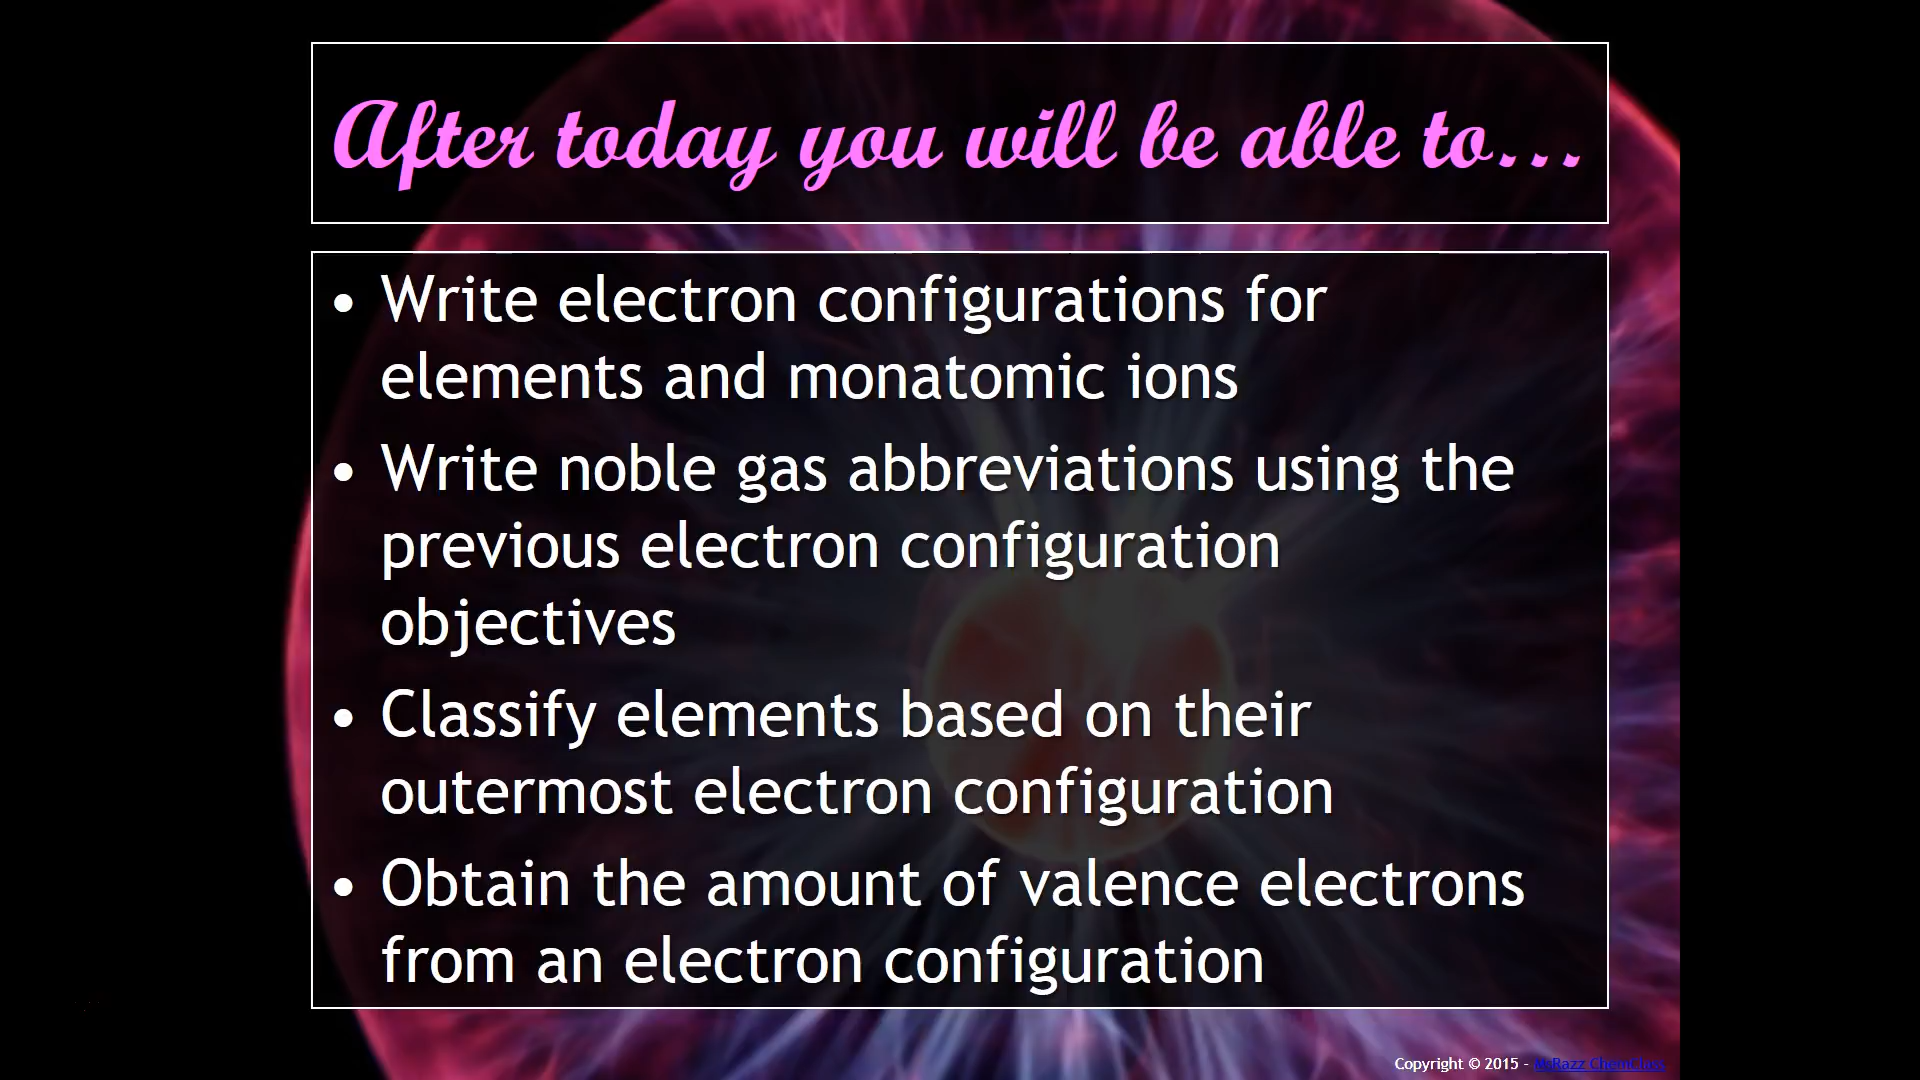 After today you will be able to...
• Write electron configurations for
elements and monatomic ions
• Write noble gas abbreviations using the
previous electron configuration
objectives
• Classify elements based on their
outermost electron configuration
• Obtain the amount of valence electrons
from an electron configuration
Copyright © 2015 - MsRazz ChemClass